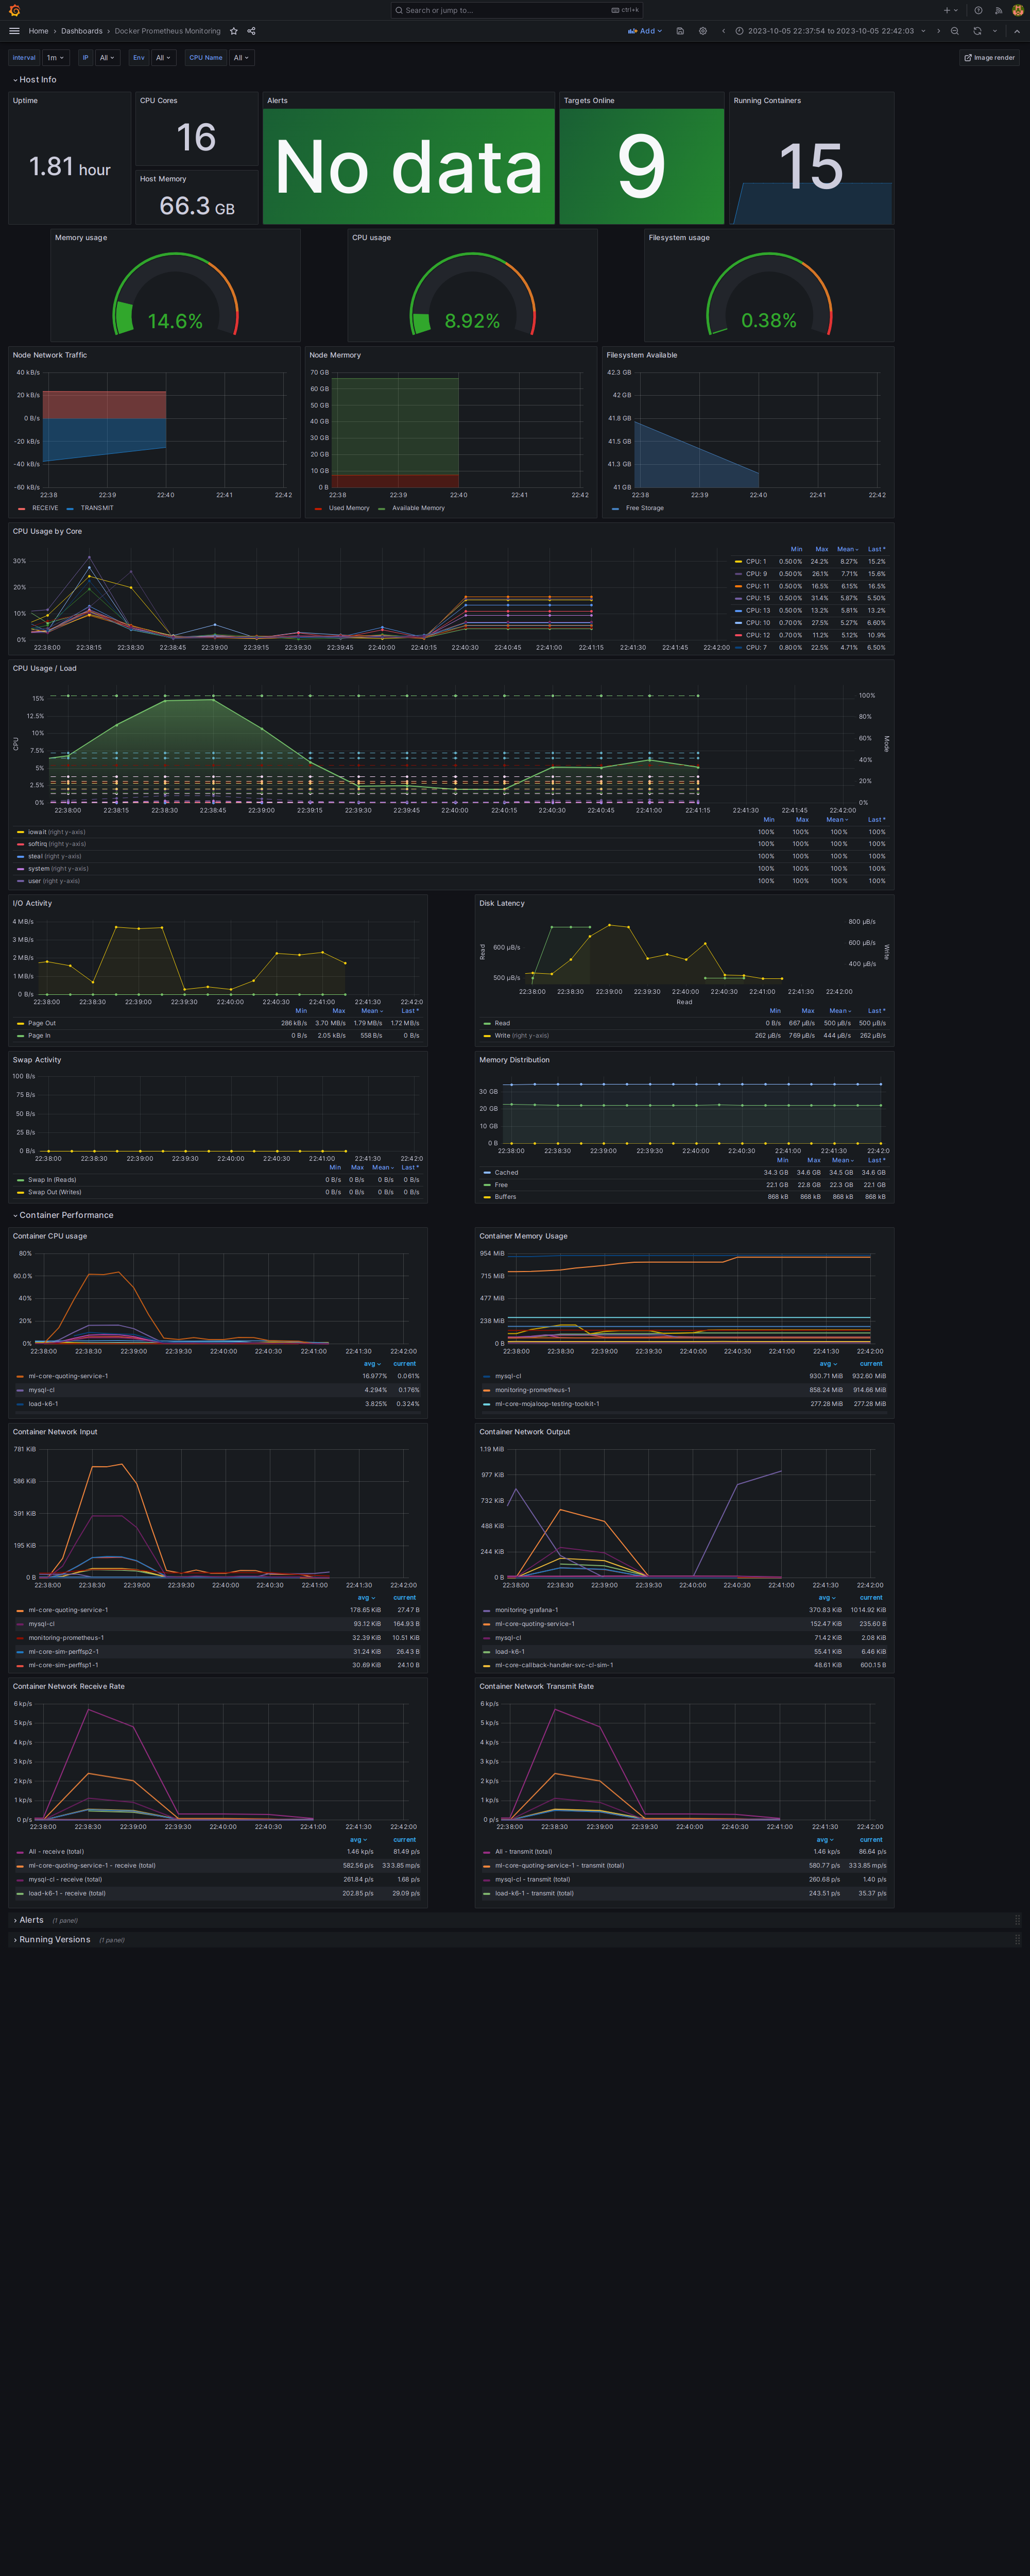 Search or jump to... ctrl+k
Home › Dashboards › Docker Prometheus Monitoring Add 2023-10-05 22:37:54 to 2023-10-05 22:42:03
Interval 1m IP All Env All CPU Name All Image render
Host Info
Uptime CPU Cores Alerts Targets Online Running Containers
1.81 hour 16 No data 9 15
Host Memory
66.3 GB
Memory usage CPU usage Filesystem usage
14.6% 8.92% 0.38%
Node Network Traffic
40 kB/s
20 kB/s
0 B/s
-20 kB/s
-40 kB/s
-60 kB/s
22:38 22:39 22:40 22:41 22:42
RECEIVE TRANSMIT
Node Memory
70 GB
60 GB
50 GB
40 GB
30 GB
20 GB
10 GB
0 B
22:38 22:39 22:40 22:41 22:42
Used Memory Available Memory
Filesystem Available
42.3 GB
42 GB
41.8 GB
41.5 GB
41.3 GB
41 GB
22:38 22:39 22:40 22:41 22:42
Free Storage
CPU Usage by Core
30%
20%
10%
0%
22:38:00 22:38:15 22:38:30 22:38:45 22:39:00 22:39:15 22:39:30 22:39:45 22:40:00 22:40:15 22:40:30 22:40:45 22:41:00 22:41:15 22:41:30 22:41:45 22:42:00
Min Max Mean Last *
CPU: 1 0.500% 24.2% 8.27% 15.2%
CPU: 9 0.500% 26.1% 7.71% 15.6%
CPU: 11 0.500% 16.5% 6.15% 16.5%
CPU: 15 0.500% 31.4% 5.87% 5.50%
CPU: 13 0.500% 13.2% 5.81% 13.2%
CPU: 10 0.700% 27.5% 5.27% 6.60%
CPU: 12 0.700% 11.2% 5.12% 10.9%
CPU: 7 0.800% 22.5% 4.71% 6.50%
CPU Usage / Load
15%
12.5%
10%
7.5%
5%
2.5%
0%
CPU
100%
80%
60%
40%
20%
0%
Mode
22:38:00 22:38:15 22:38:30 22:38:45 22:39:00 22:39:15 22:39:30 22:39:45 22:40:00 22:40:15 22:40:30 22:40:45 22:41:00 22:41:15 22:41:30 22:41:45 22:42:00
Min Max Mean Last *
iowait (right y-axis) 100% 100% 100% 100%
softirq (right y-axis) 100% 100% 100% 100%
steal (right y-axis) 100% 100% 100% 100%
system (right y-axis) 100% 100% 100% 100%
user (right y-axis) 100% 100% 100% 100%
I/O Activity
4 MB/s
3 MB/s
2 MB/s
1 MB/s
0 B/s
22:38:00 22:38:30 22:39:00 22:39:30 22:40:00 22:40:30 22:41:00 22:41:30 22:42:0
Min Max Mean Last *
Page Out 286 kB/s 3.70 MB/s 1.79 MB/s 1.72 MB/s
Page In 0 B/s 2.05 kB/s 558 B/s 0 B/s
Disk Latency
600 µB/s
500 µB/s
Read
800 µB/s
600 µB/s
400 µB/s
Write
22:38:00 22:38:30 22:39:00 22:39:30 22:40:00 22:40:30 22:41:00 22:41:30 22:42:00
Read
Min Max Mean Last *
Read 0 B/s 667 µB/s 500 µB/s 500 µB/s
Write (right y-axis) 262 µB/s 769 µB/s 444 µB/s 262 µB/s
Swap Activity
100 B/s
75 B/s
50 B/s
25 B/s
0 B/s
22:38:00 22:38:30 22:39:00 22:39:30 22:40:00 22:40:30 22:41:00 22:41:30 22:42:0
Min Max Mean Last *
Swap In (Reads) 0 B/s 0 B/s 0 B/s 0 B/s
Swap Out (Writes) 0 B/s 0 B/s 0 B/s 0 B/s
Memory Distribution
30 GB
20 GB
10 GB
0 B
22:38:00 22:38:30 22:39:00 22:39:30 22:40:00 22:40:30 22:41:00 22:41:30 22:42:0
Min Max Mean Last *
Cached 34.3 GB 34.6 GB 34.5 GB 34.6 GB
Free 22.1 GB 22.8 GB 22.3 GB 22.1 GB
Buffers 868 kB 868 kB 868 kB 868 kB
Container Performance
Container CPU usage
80%
60.0%
40%
20%
0%
22:38:00 22:38:30 22:39:00 22:39:30 22:40:00 22:40:30 22:41:00 22:41:30 22:42:00
avg current
ml-core-quoting-service-1 16.977% 0.061%
mysql-cl 4.294% 0.176%
load-k6-1 3.825% 0.324%
Container Memory Usage
954 MiB
715 MiB
477 MiB
238 MiB
0 B
22:38:00 22:38:30 22:39:00 22:39:30 22:40:00 22:40:30 22:41:00 22:41:30 22:42:00
avg current
mysql-cl 930.71 MiB 932.60 MiB
monitoring-prometheus-1 858.24 MiB 914.66 MiB
ml-core-mojaloop-testing-toolkit-1 277.28 MiB 277.28 MiB
Container Network Input
781 KiB
586 KiB
391 KiB
195 KiB
0 B
22:38:00 22:38:30 22:39:00 22:39:30 22:40:00 22:40:30 22:41:00 22:41:30 22:42:00
avg current
ml-core-quoting-service-1 178.65 KiB 27.47 B
mysql-cl 93.12 KiB 164.93 B
monitoring-prometheus-1 32.39 KiB 10.51 KiB
ml-core-sim-perffsp2-1 31.24 KiB 26.43 B
ml-core-sim-perffsp1-1 30.69 KiB 24.10 B
Container Network Output
1.19 MiB
977 KiB
732 KiB
488 KiB
244 KiB
0 B
22:38:00 22:38:30 22:39:00 22:39:30 22:40:00 22:40:30 22:41:00 22:41:30 22:42:00
avg current
monitoring-grafana-1 370.83 KiB 1014.92 KiB
ml-core-quoting-service-1 152.47 KiB 235.60 B
mysql-cl 71.42 KiB 2.08 KiB
load-k6-1 55.41 KiB 6.46 KiB
ml-core-callback-handler-svc-cl-sim-1 48.61 KiB 600.15 B
Container Network Receive Rate
6 kp/s
5 kp/s
4 kp/s
3 kp/s
2 kp/s
1 kp/s
0 p/s
22:38:00 22:38:30 22:39:00 22:39:30 22:40:00 22:40:30 22:41:00 22:41:30 22:42:00
avg current
All - receive (total) 1.46 kp/s 81.49 p/s
ml-core-quoting-service-1 - receive (total) 582.56 p/s 333.85 mp/s
mysql-cl - receive (total) 261.84 p/s 1.68 p/s
load-k6-1 - receive (total) 202.85 p/s 29.09 p/s
Container Network Transmit Rate
6 kp/s
5 kp/s
4 kp/s
3 kp/s
2 kp/s
1 kp/s
0 p/s
22:38:00 22:38:30 22:39:00 22:39:30 22:40:00 22:40:30 22:41:00 22:41:30 22:42:00
avg current
All - transmit (total) 1.46 kp/s 86.64 p/s
ml-core-quoting-service-1 - transmit (total) 580.77 p/s 333.85 mp/s
mysql-cl - transmit (total) 260.68 p/s 1.40 p/s
load-k6-1 - transmit (total) 243.51 p/s 35.37 p/s
Alerts (1 panel)
Running Versions (1 panel)